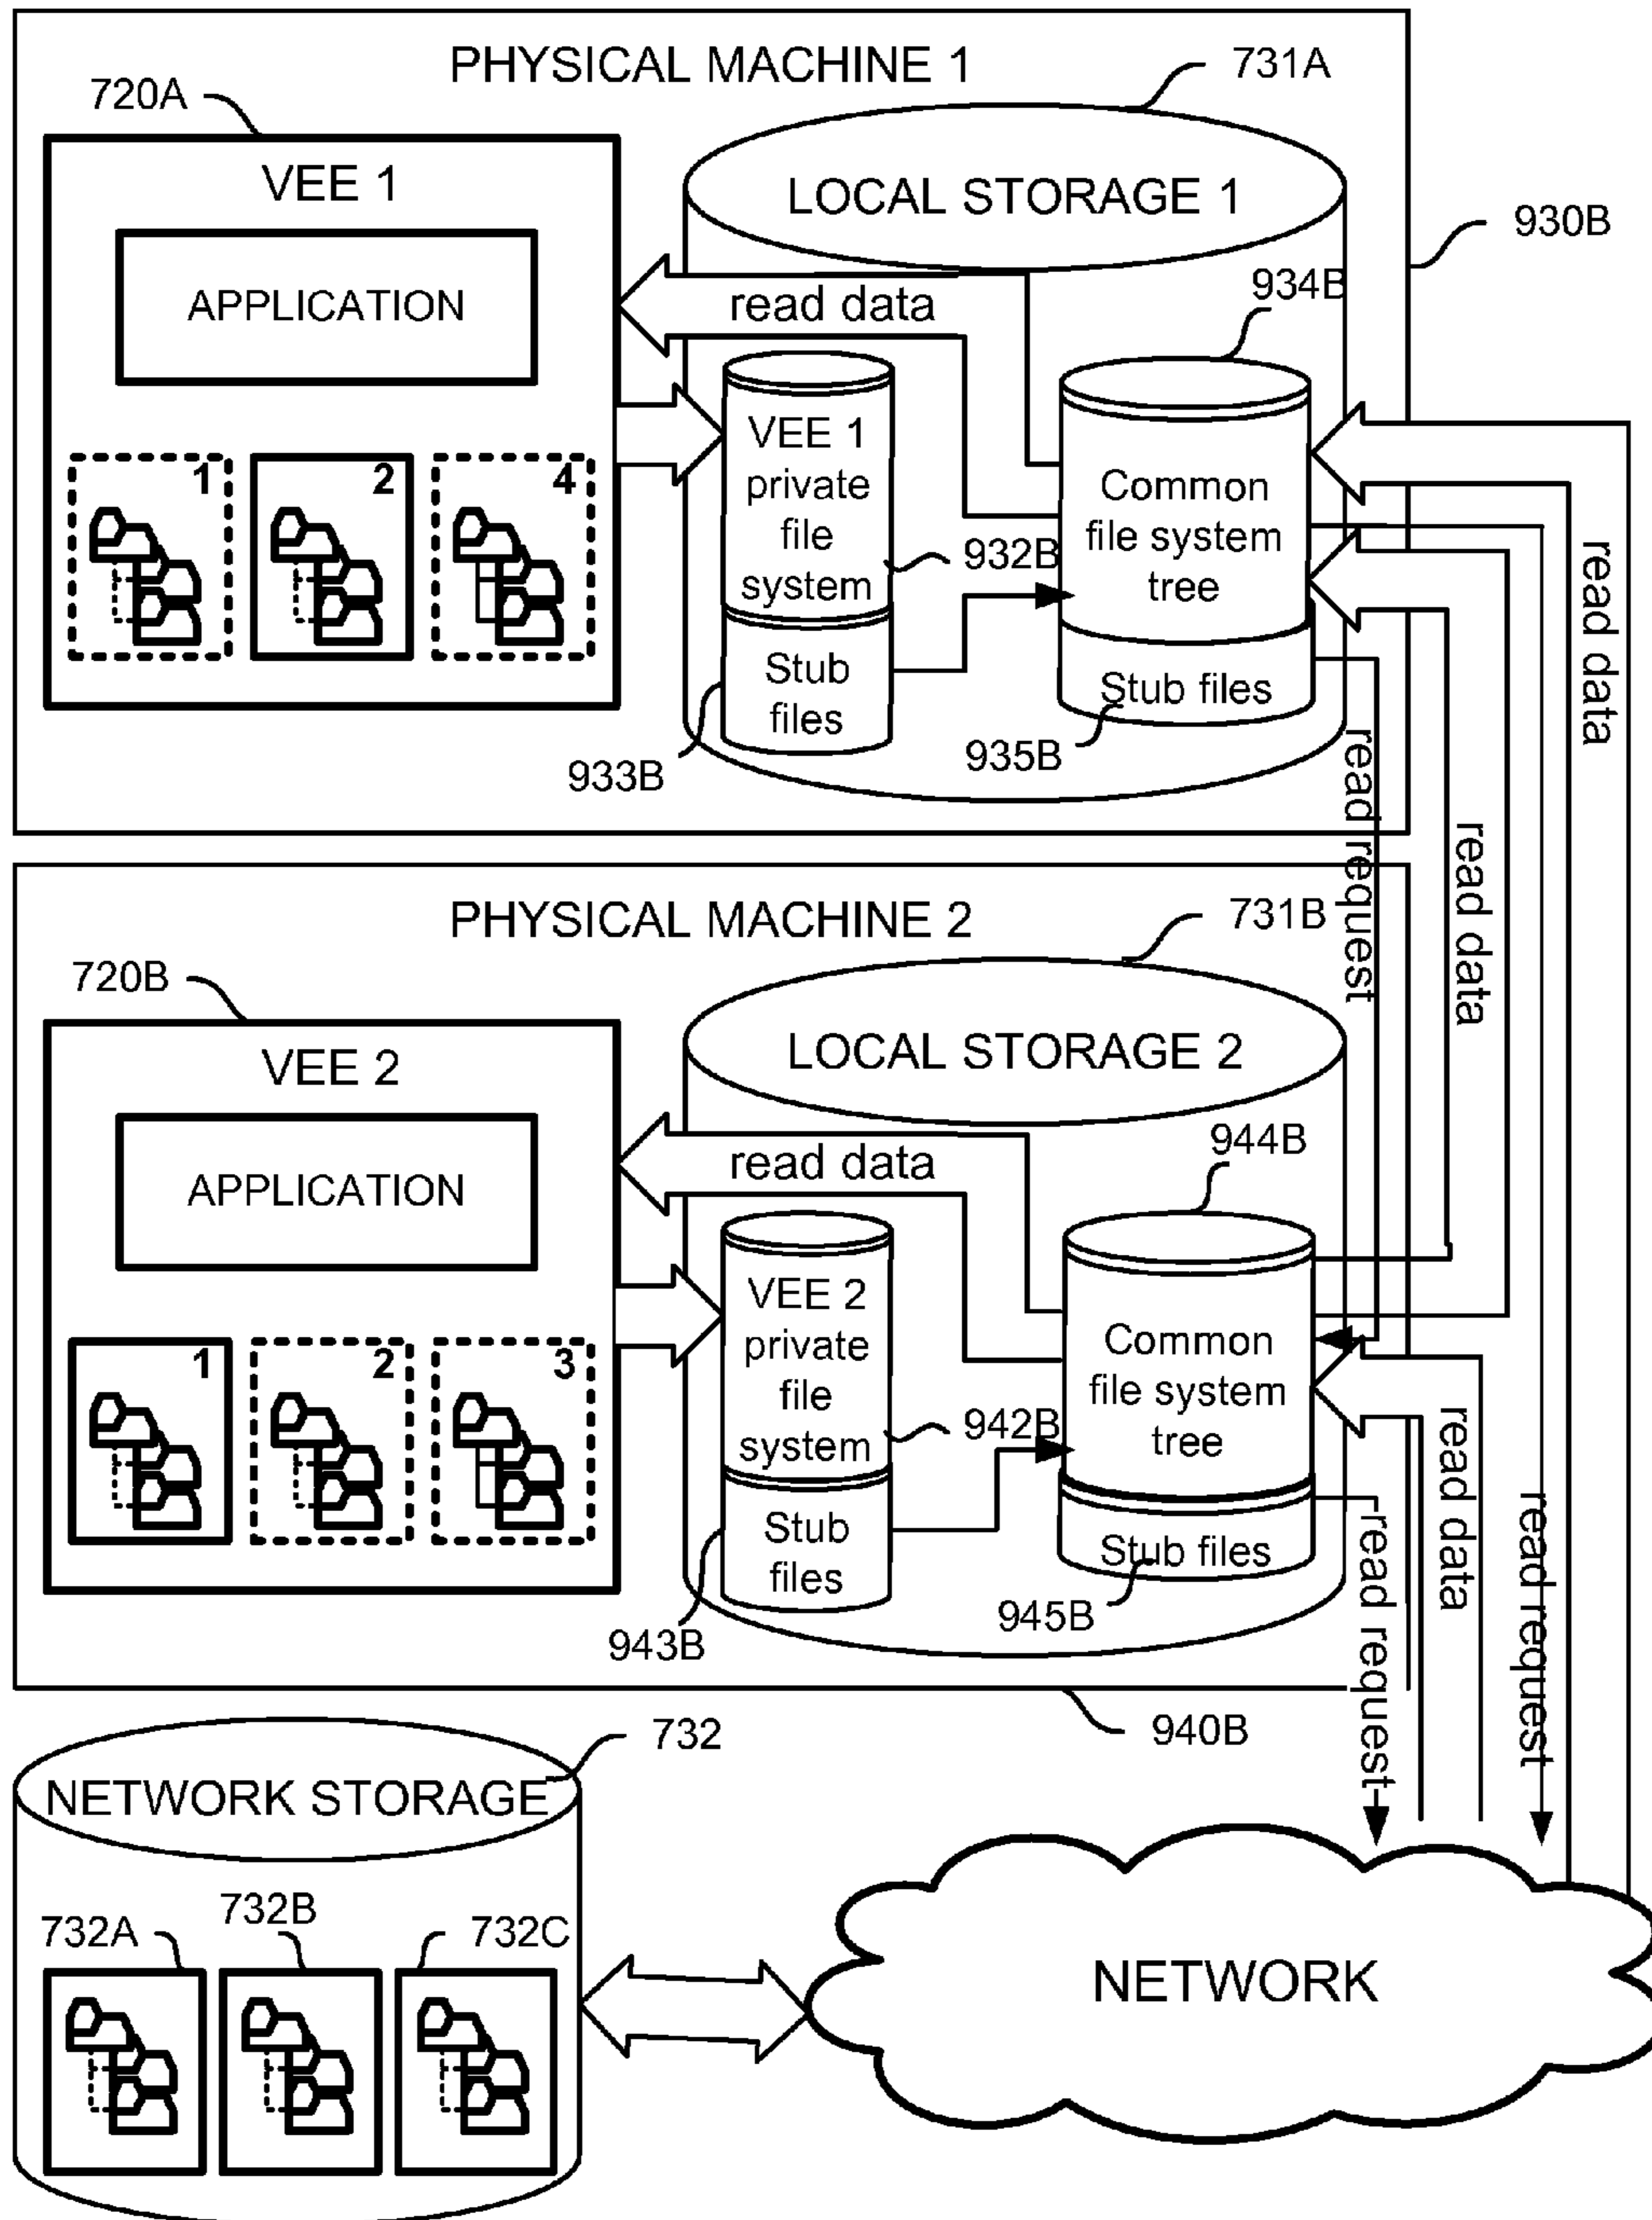 PHYSICAL MACHINE 1
731A
720A
VEE 1
LOCAL STORAGE 1
930B
APPLICATION
read data
934B
VEE 1
private
file
system
932B
Common
file system
tree
1
2
4
read data
Stub
files
Stub files
933B
935B
read request
read data
PHYSICAL MACHINE 2
731B
720B
VEE 2
LOCAL STORAGE 2
APPLICATION
read data
944B
VEE 2
private
file
system
942B
Common
file system
tree
1
2
3
Stub
files
Stub files
943B
945B
read request
read data
read request
940B
732
NETWORK STORAGE
732A
732B
732C
NETWORK